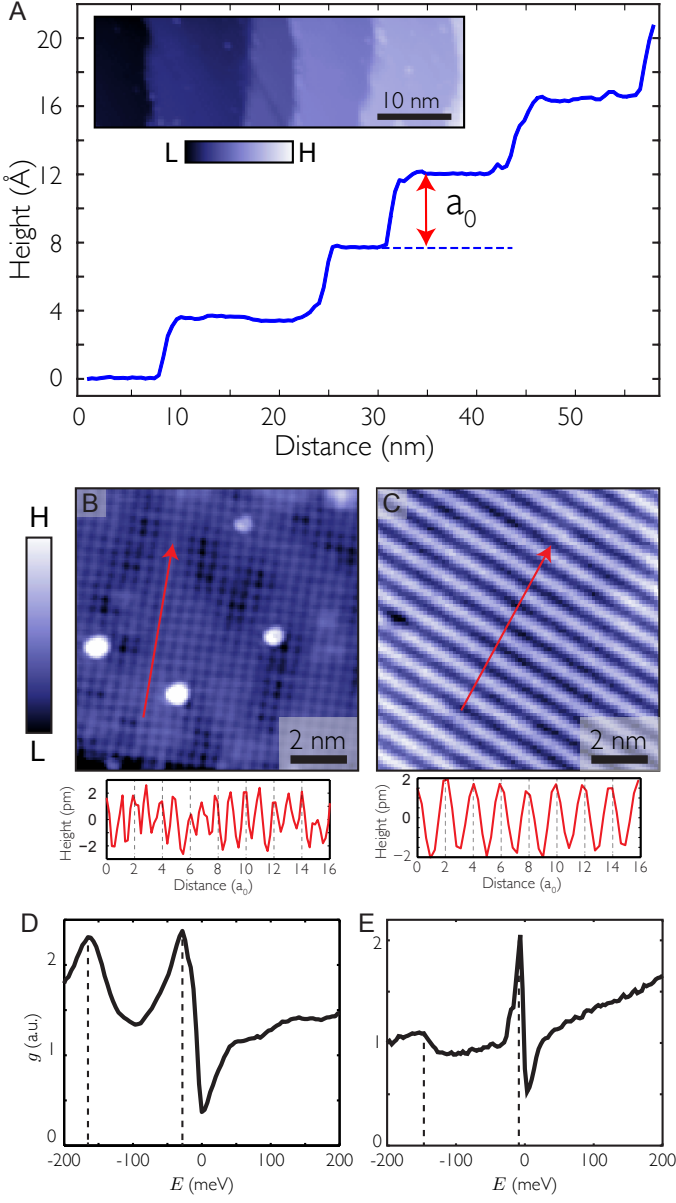 A
20
16
12
8
4
0
Height (Å)
10 nm
L H
a₀
0 10 20 30 40 50
Distance (nm)
H
L
B
2 nm
C
2 nm
Height (pm)
2
0
−2
0 2 4 6 8 10 12 14 16
Distance (a₀)
Height (pm)
2
0
-2
0 2 4 6 8 10 12 14 16
Distance (a₀)
D
g (a.u.)
2
1
0
-200 -100 0 100 200
E (meV)
E
2
1
0
-200 -100 0 100 200
E (meV)